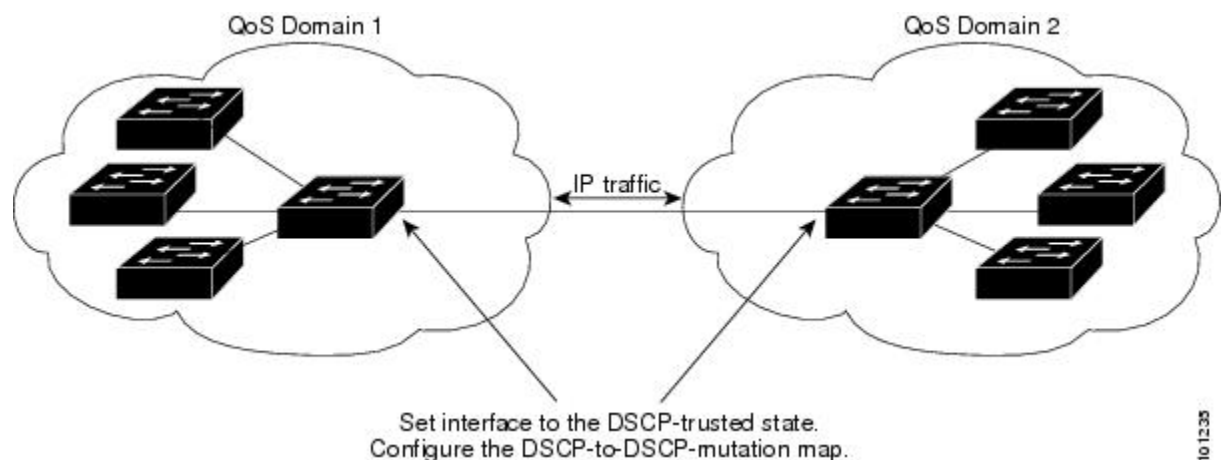 QoS Domain 1
QoS Domain 2
IP traffic
Set interface to the DSCP-trusted state.
Configure the DSCP-to-DSCP-mutation map.
101235